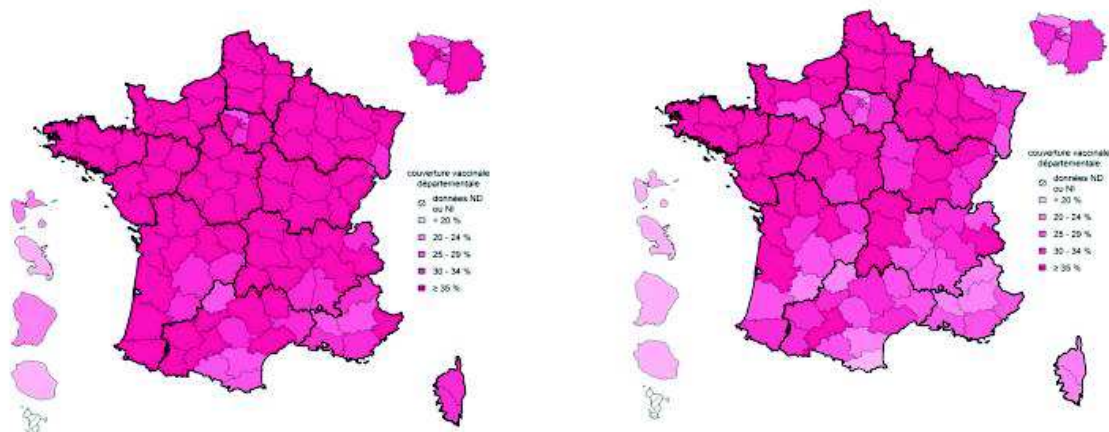 couverture vaccinale
départementale
données ND
ou NI
< 20 %
20 - 24 %
25 - 29 %
30 - 34 %
≥ 35 %
couverture vaccinale
départementale
données ND
ou NI
< 20 %
20 - 24 %
25 - 29 %
30 - 34 %
≥ 35 %